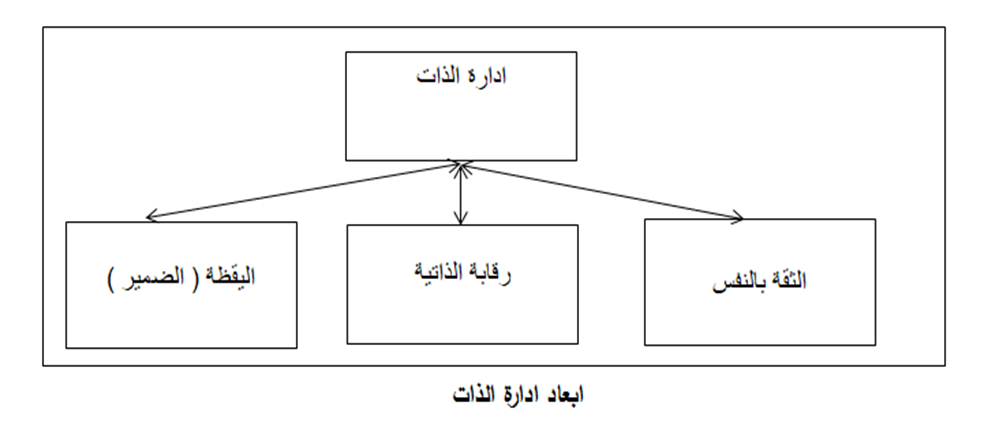 ادارة الذات
الثقة بالنفس
رقابة الذاتية
اليقظة ( الضمير )
ابعاد ادارة الذات